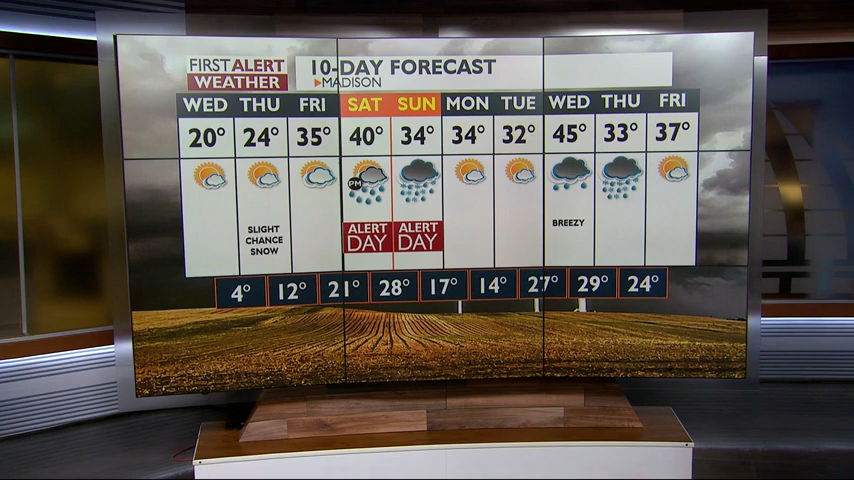 FIRST ALERT
WEATHER
10-DAY FORECAST
MADISON
WED THU FRI SAT SUN MON TUE WED THU FRI
20° 24° 35° 40° 34° 34° 32° 45° 33° 37°
PM
SLIGHT
CHANCE
SNOW
ALERT
DAY
ALERT
DAY
BREEZY
4° 12° 21° 28° 17° 14° 27° 29° 24°